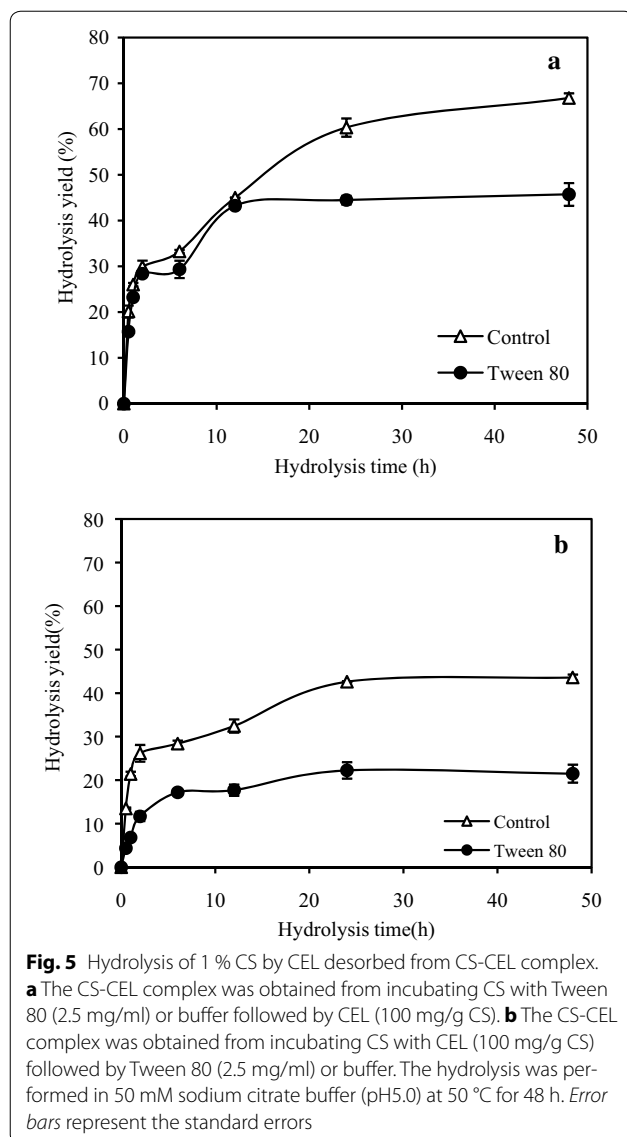 80
70
60
50
40
30
20
10
0
Hydrolysis yield (%)
a
Control
Tween 80
0 10 20 30 40 50
Hydrolysis time (h)
80
70
60
50
40
30
20
10
0
Hydrolysis yield(%)
b
Control
Tween 80
0 10 20 30 40 50
Hydrolysis time(h)
Fig. 5 Hydrolysis of 1 % CS by CEL desorbed from CS-CEL complex.
a The CS-CEL complex was obtained from incubating CS with Tween
80 (2.5 mg/ml) or buffer followed by CEL (100 mg/g CS). b The CS-CEL
complex was obtained from incubating CS with CEL (100 mg/g CS)
followed by Tween 80 (2.5 mg/ml) or buffer. The hydrolysis was per-
formed in 50 mM sodium citrate buffer (pH5.0) at 50 °C for 48 h. Error
bars represent the standard errors